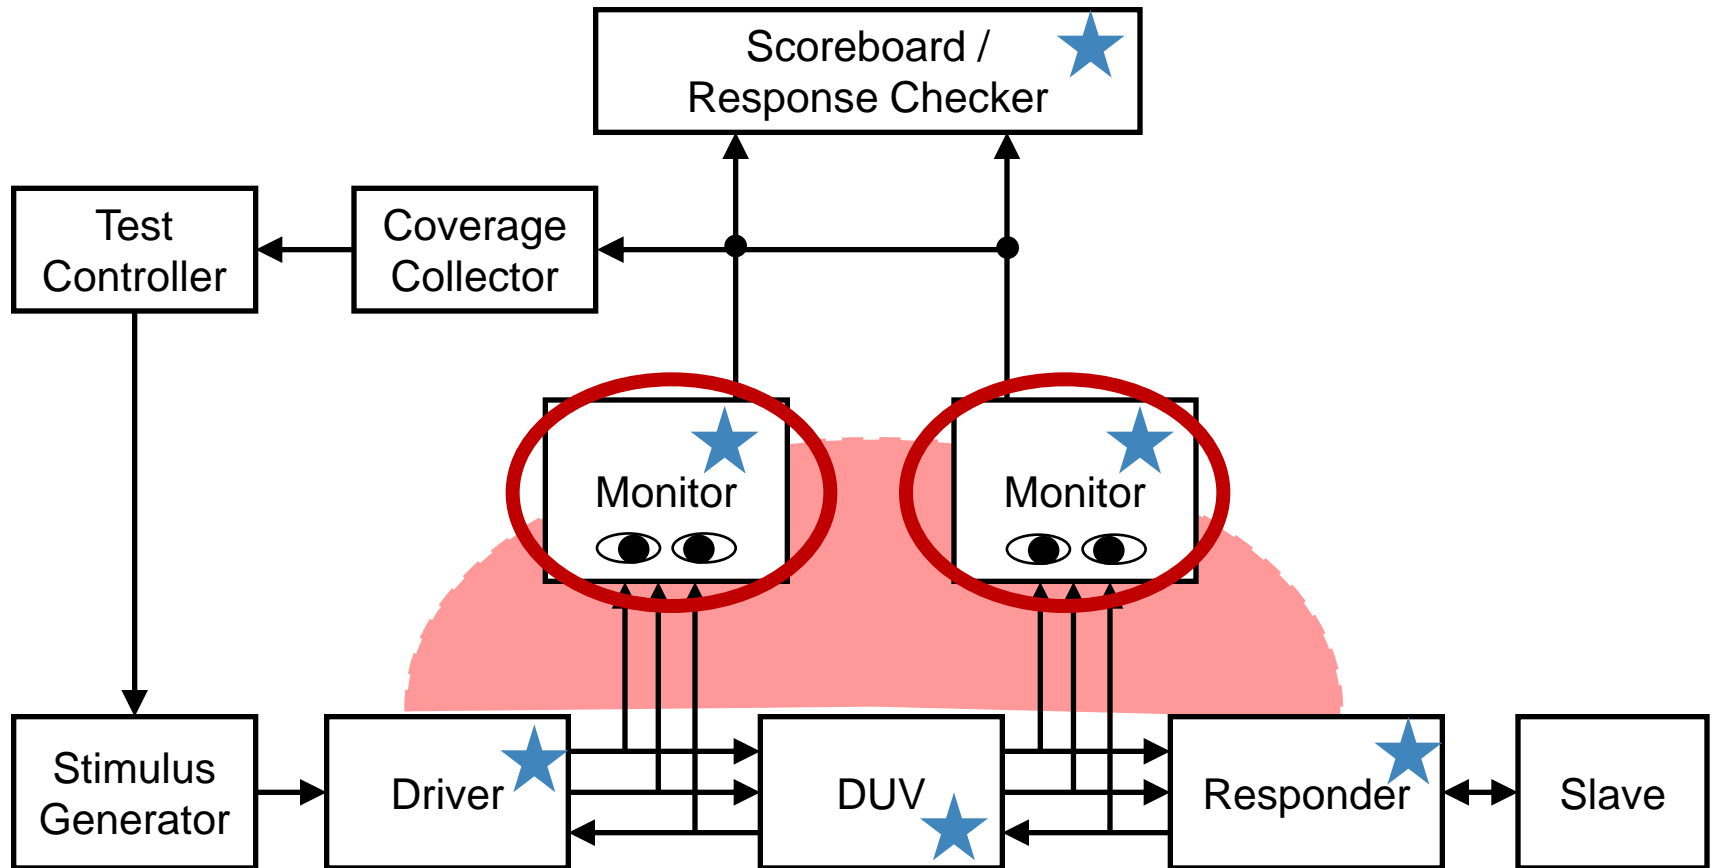 Scoreboard /
Response Checker
Test
Controller
Coverage
Collector
Monitor
Monitor
Stimulus
Generator
Driver
DUV
Responder
Slave